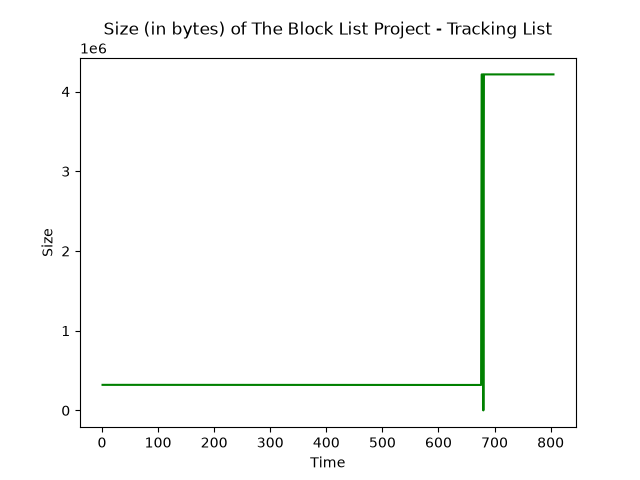 Size (in bytes) of The Block List Project - Tracking List
1e6
4
3
2
1
0
Size
0 100 200 300 400 500 600 700 800
Time